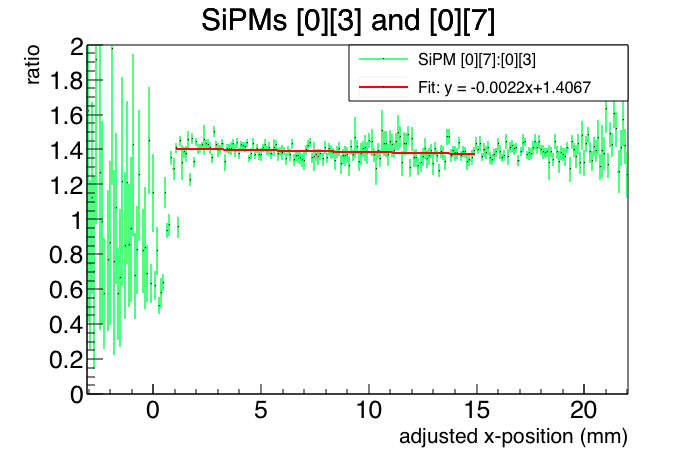 SiPMs [0][3] and [0][7]
ratio
SiPM [0][7]:[0][3]
Fit: y = -0.0022x+1.4067
2
1.8
1.6
1.4
1.2
1
0.8
0.6
0.4
0.2
0
0 5 10 15 20
adjusted x-position (mm)